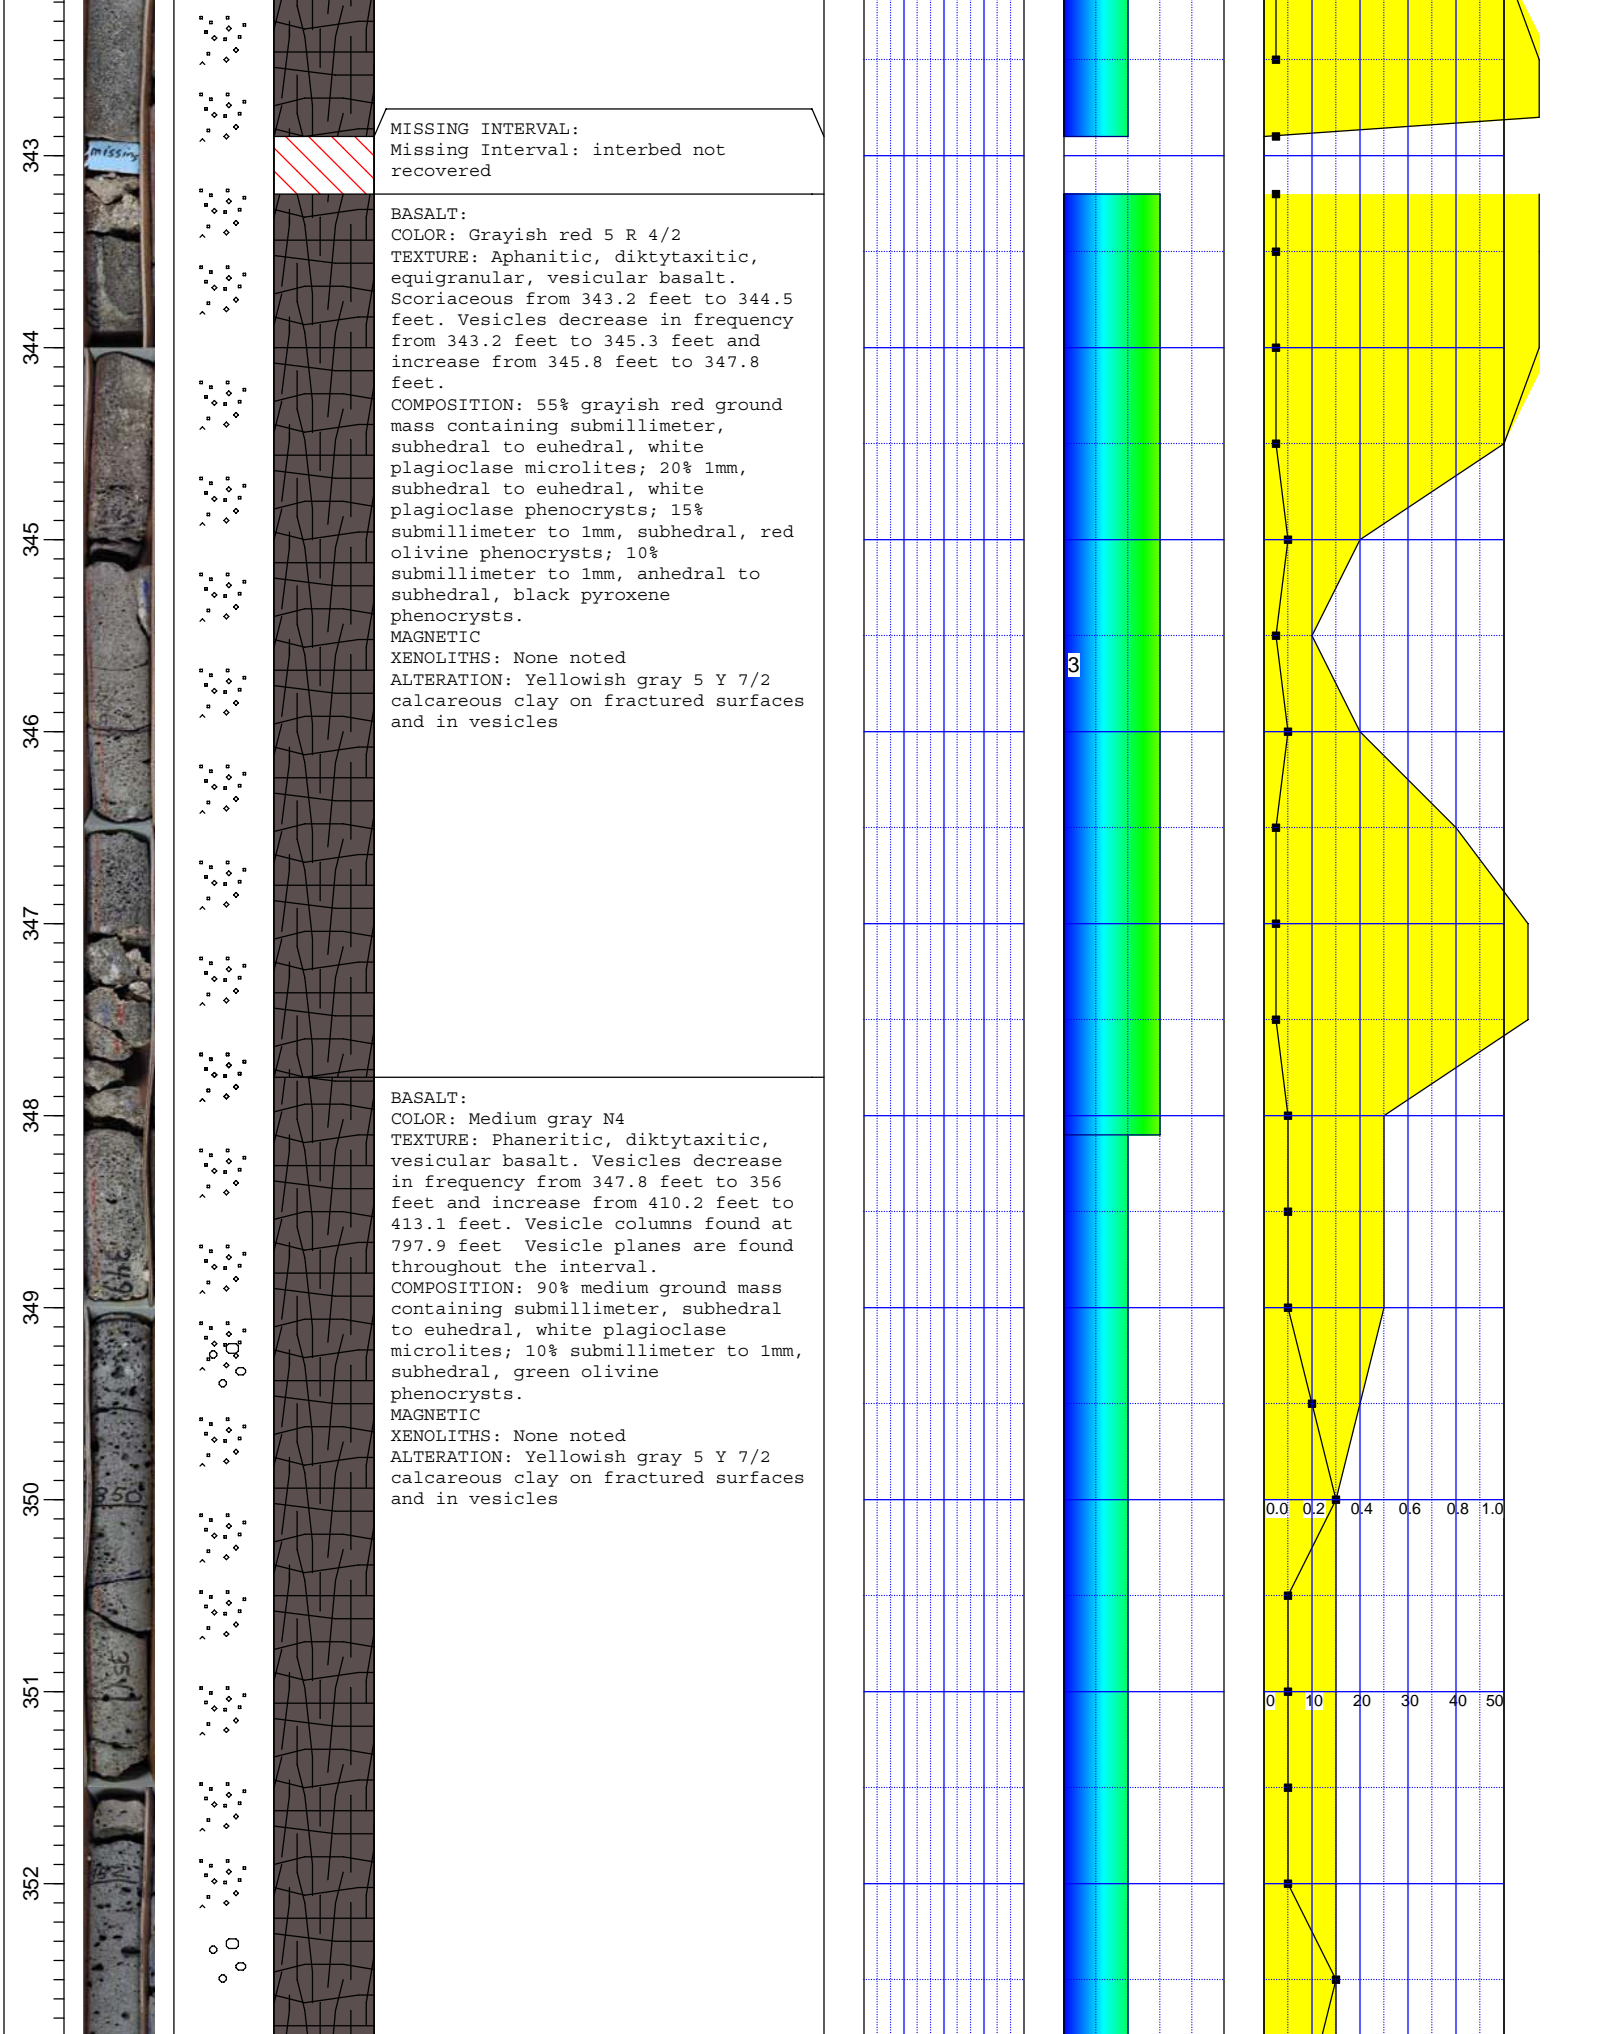 missing
MISSING INTERVAL:
Missing Interval: interbed not
recovered
343
BASALT:
COLOR: Grayish red 5 R 4/2
TEXTURE: Aphanitic, diktytaxitic,
equigranular, vesicular basalt.
Scoriaceous from 343.2 feet to 344.5
feet. Vesicles decrease in frequency
from 343.2 feet to 345.3 feet and
increase from 345.8 feet to 347.8
feet.
COMPOSITION: 55% grayish red ground
mass containing submillimeter,
subhedral to euhedral, white
plagioclase microlites; 20% 1mm,
subhedral to euhedral, white
plagioclase phenocrysts; 15%
submillimeter to 1mm, subhedral, red
olivine phenocrysts; 10%
submillimeter to 1mm, anhedral to
subhedral, black pyroxene
phenocrysts.
MAGNETIC
XENOLITHS: None noted
ALTERATION: Yellowish gray 5 Y 7/2
calcareous clay on fractured surfaces
and in vesicles
344
345
3
346
347
348
BASALT:
COLOR: Medium gray N4
TEXTURE: Phaneritic, diktytaxitic,
vesicular basalt. Vesicles decrease
in frequency from 347.8 feet to 356
feet and increase from 410.2 feet to
413.1 feet. Vesicle columns found at
797.9 feet  Vesicle planes are found
throughout the interval.
COMPOSITION: 90% medium ground mass
containing submillimeter, subhedral
to euhedral, white plagioclase
microlites; 10% submillimeter to 1mm,
subhedral, green olivine
phenocrysts.
MAGNETIC
XENOLITHS: None noted
ALTERATION: Yellowish gray 5 Y 7/2
calcareous clay on fractured surfaces
and in vesicles
349
350
350
0.0 0.2 0.4 0.6 0.8 1.0
351
351
0 10 20 30 40 50
352